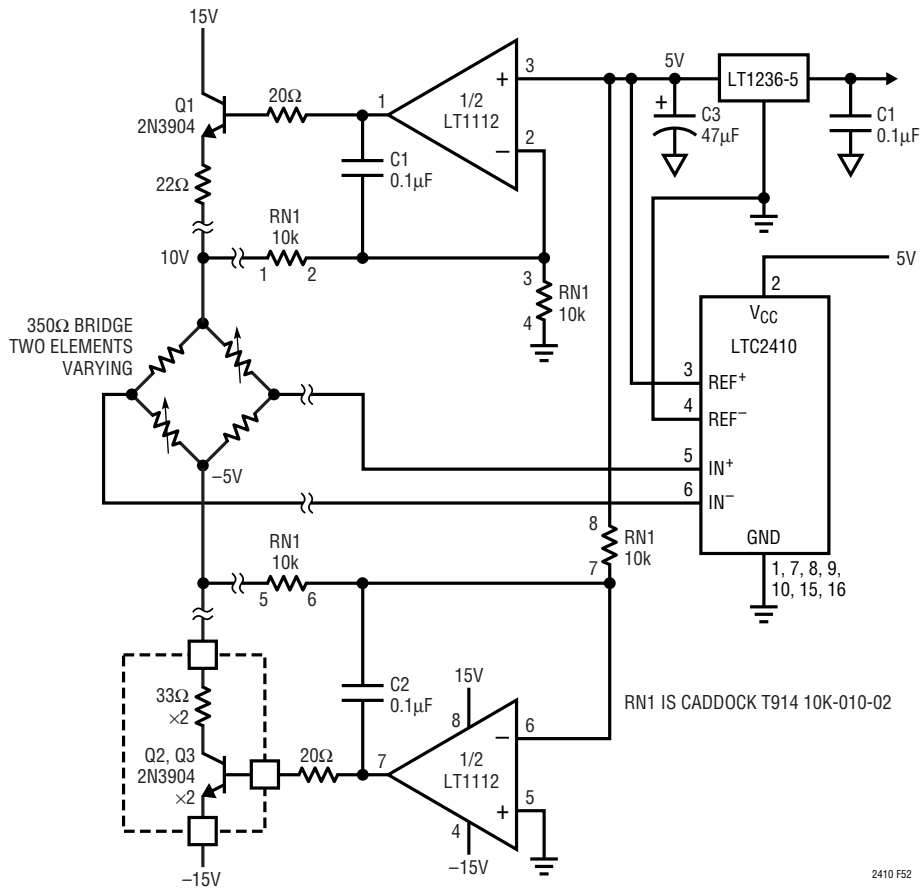 15V
Q1
2N3904
20Ω
1
1/2
LT1112
+
3
−
2
5V
LT1236-5
+
C3
47µF
C1
0.1µF
C1
0.1µF
22Ω
10V
RN1
10k
1
2
3
4
RN1
10k
350Ω BRIDGE
TWO ELEMENTS
VARYING
−5V
5V
2
VCC
LTC2410
3
REF+
4
REF−
5
IN+
6
IN−
GND
1, 7, 8, 9,
10, 15, 16
8
RN1
10k
7
RN1
10k
5
6
33Ω
×2
Q2, Q3
2N3904
×2
20Ω
C2
0.1µF
15V
8
7
1/2
LT1112
−
6
+
5
4
−15V
−15V
RN1 IS CADDOCK T914 10K-010-02
2410 F52